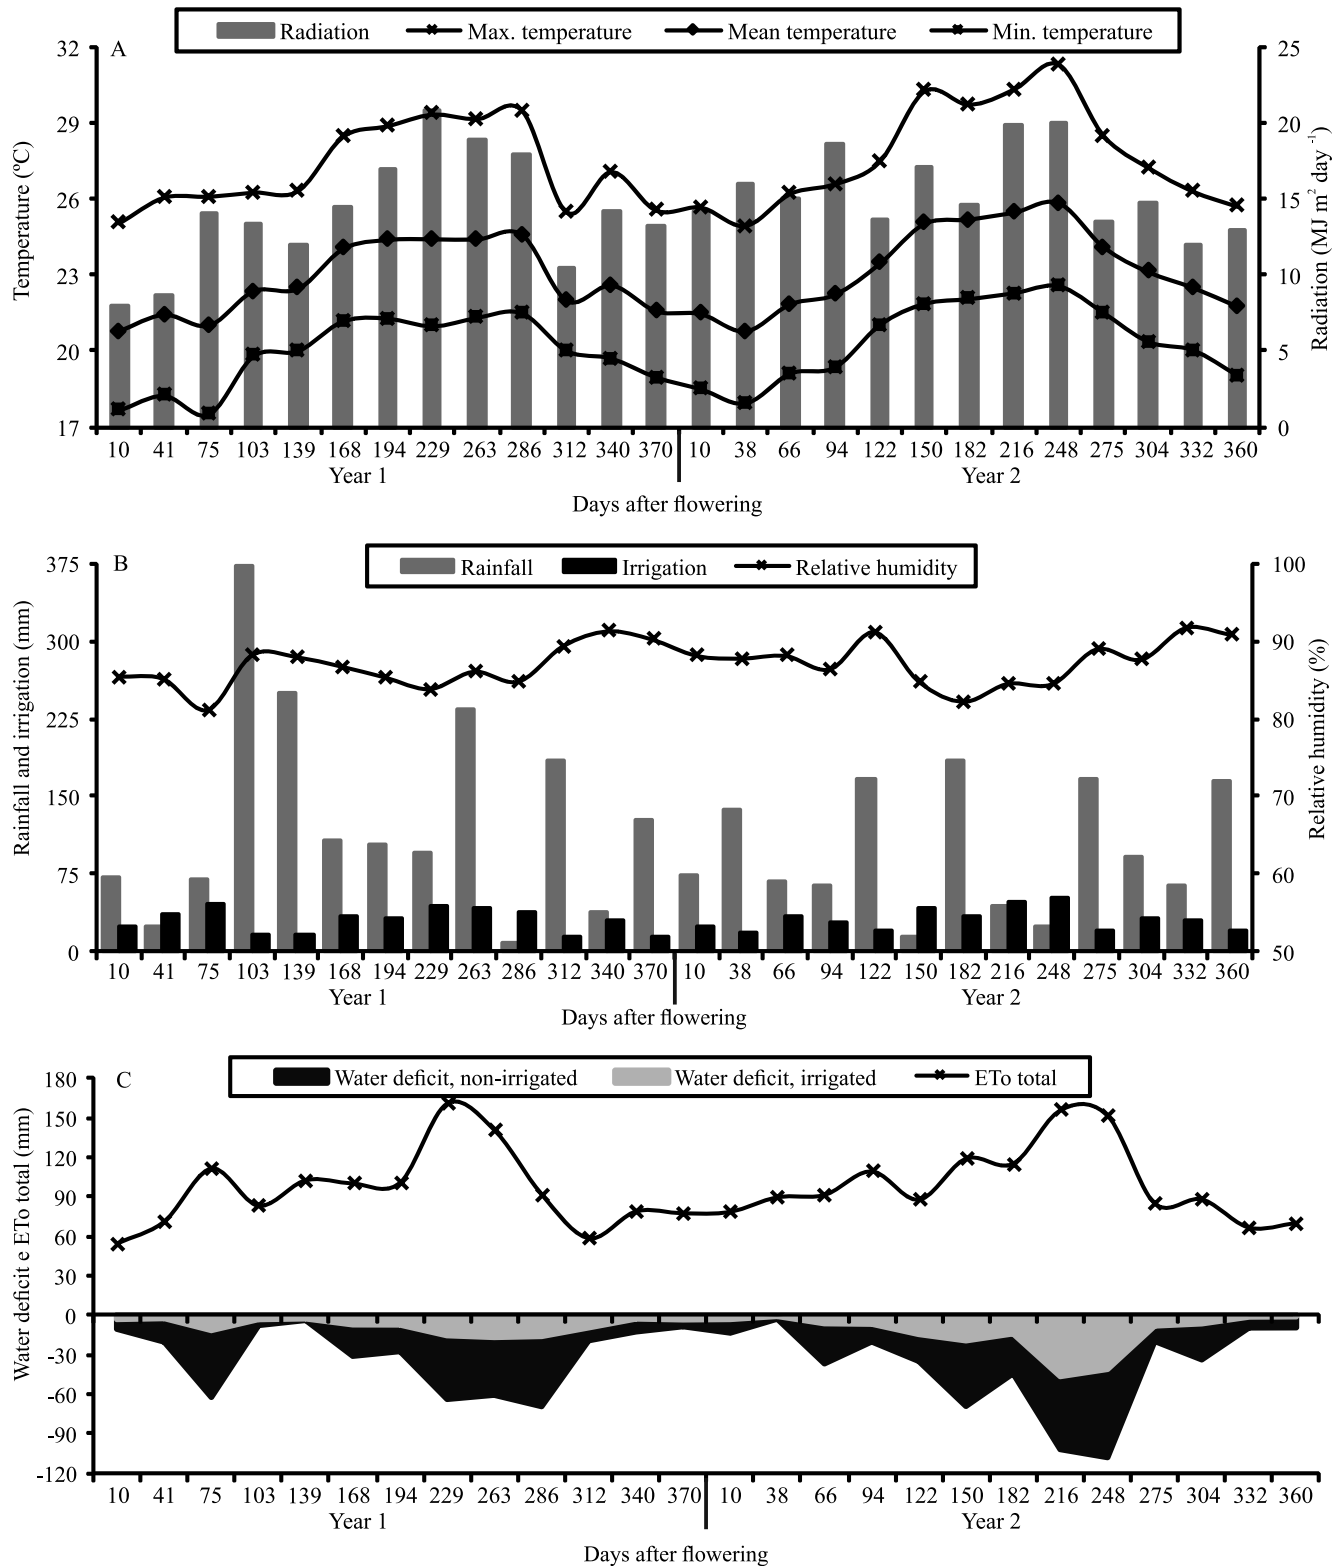 Radiation Max. temperature Mean temperature Min. temperature
A
Temperature (ºC)
32
29
26
23
20
17
25
20
15
10
5
0
Radiation (MJ m² day⁻¹)
10 41 75 103 139 168 194 229 263 286 312 340 370 10 38 66 94 122 150 182 216 248 275 304 332 360
Year 1 Year 2
Days after flowering
B
Rainfall Irrigation Relative humidity
Rainfall and irrigation (mm)
375
300
225
150
75
0
100
90
80
70
60
50
Relative humidity (%)
10 41 75 103 139 168 194 229 263 286 312 340 370 10 38 66 94 122 150 182 216 248 275 304 332 360
Year 1 Year 2
Days after flowering
C
Water deficit, non-irrigated Water deficit, irrigated ETo total
Water deficit e ETo total (mm)
180
150
120
90
60
30
0
-30
-60
-90
-120
10 41 75 103 139 168 194 229 263 286 312 340 370 10 38 66 94 122 150 182 216 248 275 304 332 360
Year 1 Year 2
Days after flowering